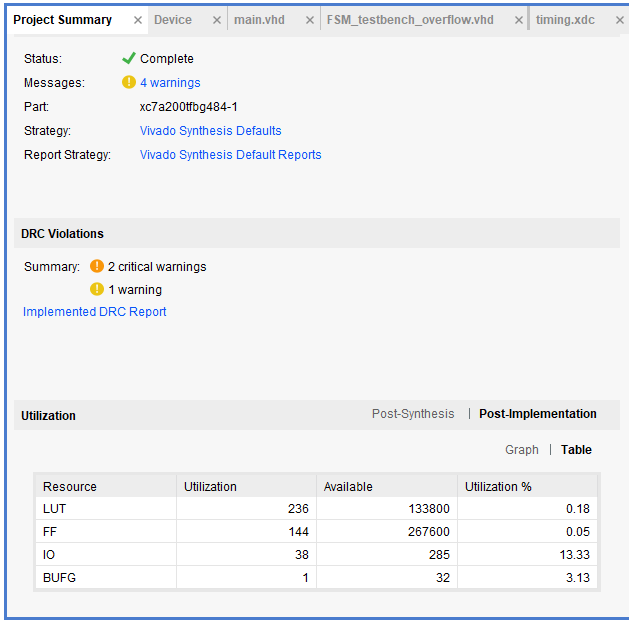 Project Summary × Device × main.vhd × FSM_testbench_overflow.vhd × timing.xdc ×
Status: Complete
Messages: 4 warnings
Part: xc7a200tfbg484-1
Strategy: Vivado Synthesis Defaults
Report Strategy: Vivado Synthesis Default Reports
DRC Violations
Summary: 2 critical warnings
1 warning
Implemented DRC Report
Utilization Post-Synthesis | Post-Implementation
Graph | Table
Resource Utilization Available Utilization %
LUT 236 133800 0.18
FF 144 267600 0.05
IO 38 285 13.33
BUFG 1 32 3.13